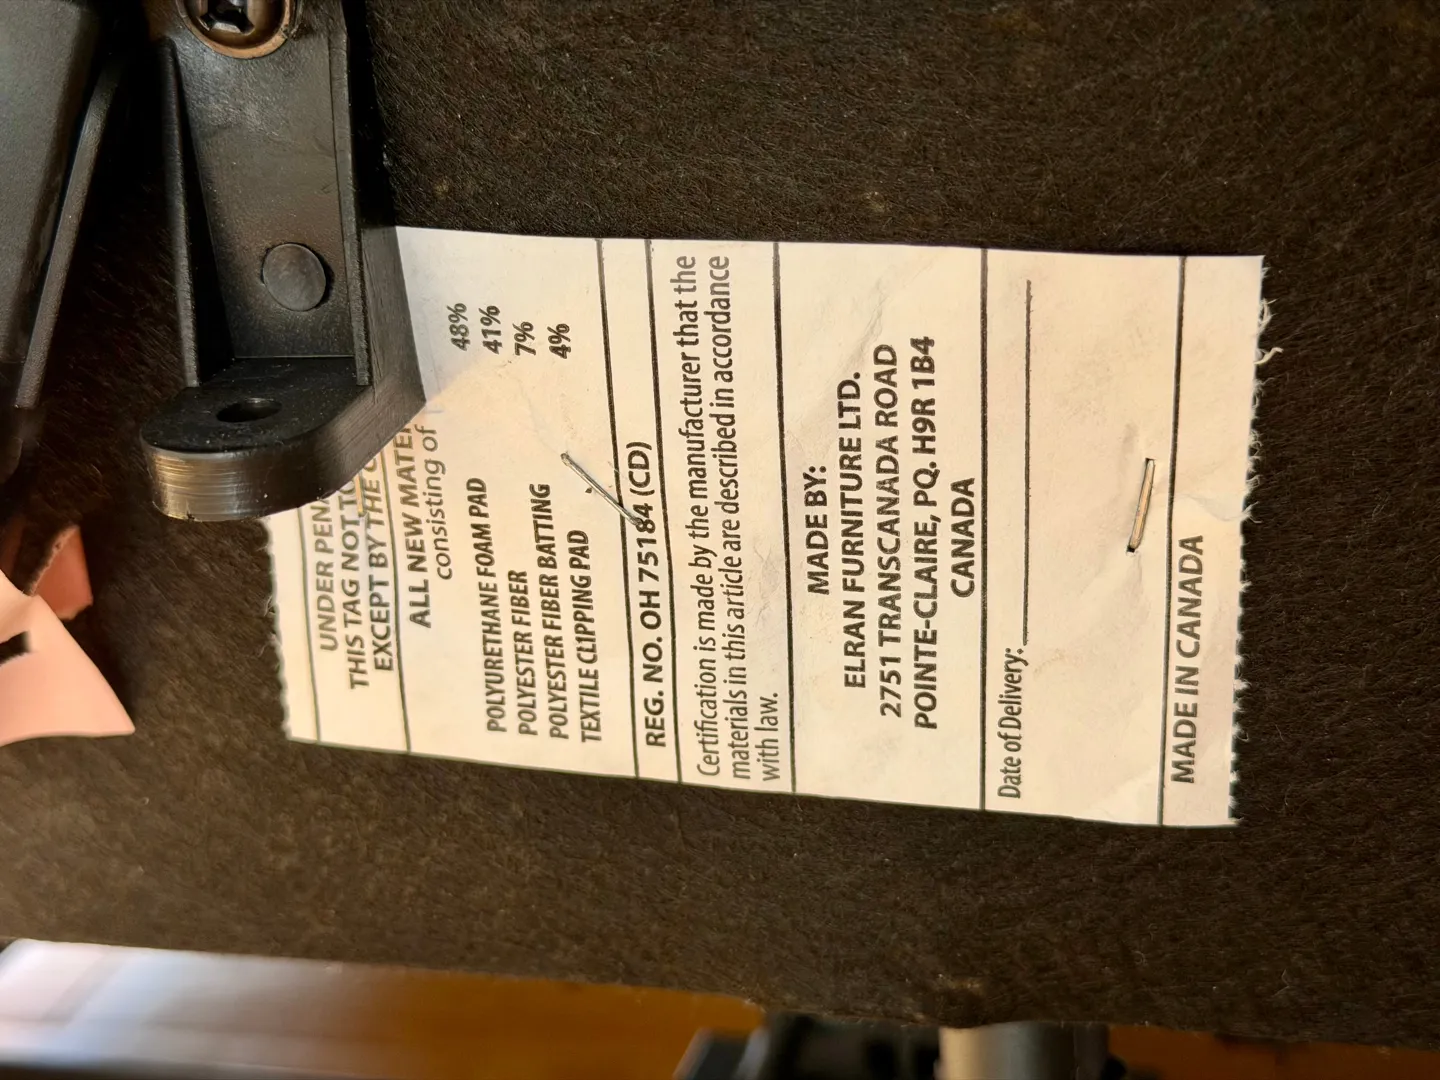 UNDER PEN
THIS TAG NOT TO
EXCEPT BY THE C
ALL NEW MATE
consisting of
POLYURETHANE FOAM PAD 48%
POLYESTER FIBER 41%
POLYESTER FIBER BATTING 7%
TEXTILE CLIPPING PAD 4%
REG. NO. OH 75184 (CD)
Certification is made by the manufacturer that the
materials in this article are described in accordance
with law.
MADE BY:
ELRAN FURNITURE LTD.
2751 TRANSCANADA ROAD
POINTE-CLAIRE, PQ. H9R 1B4
CANADA
Date of Delivery:
MADE IN CANADA